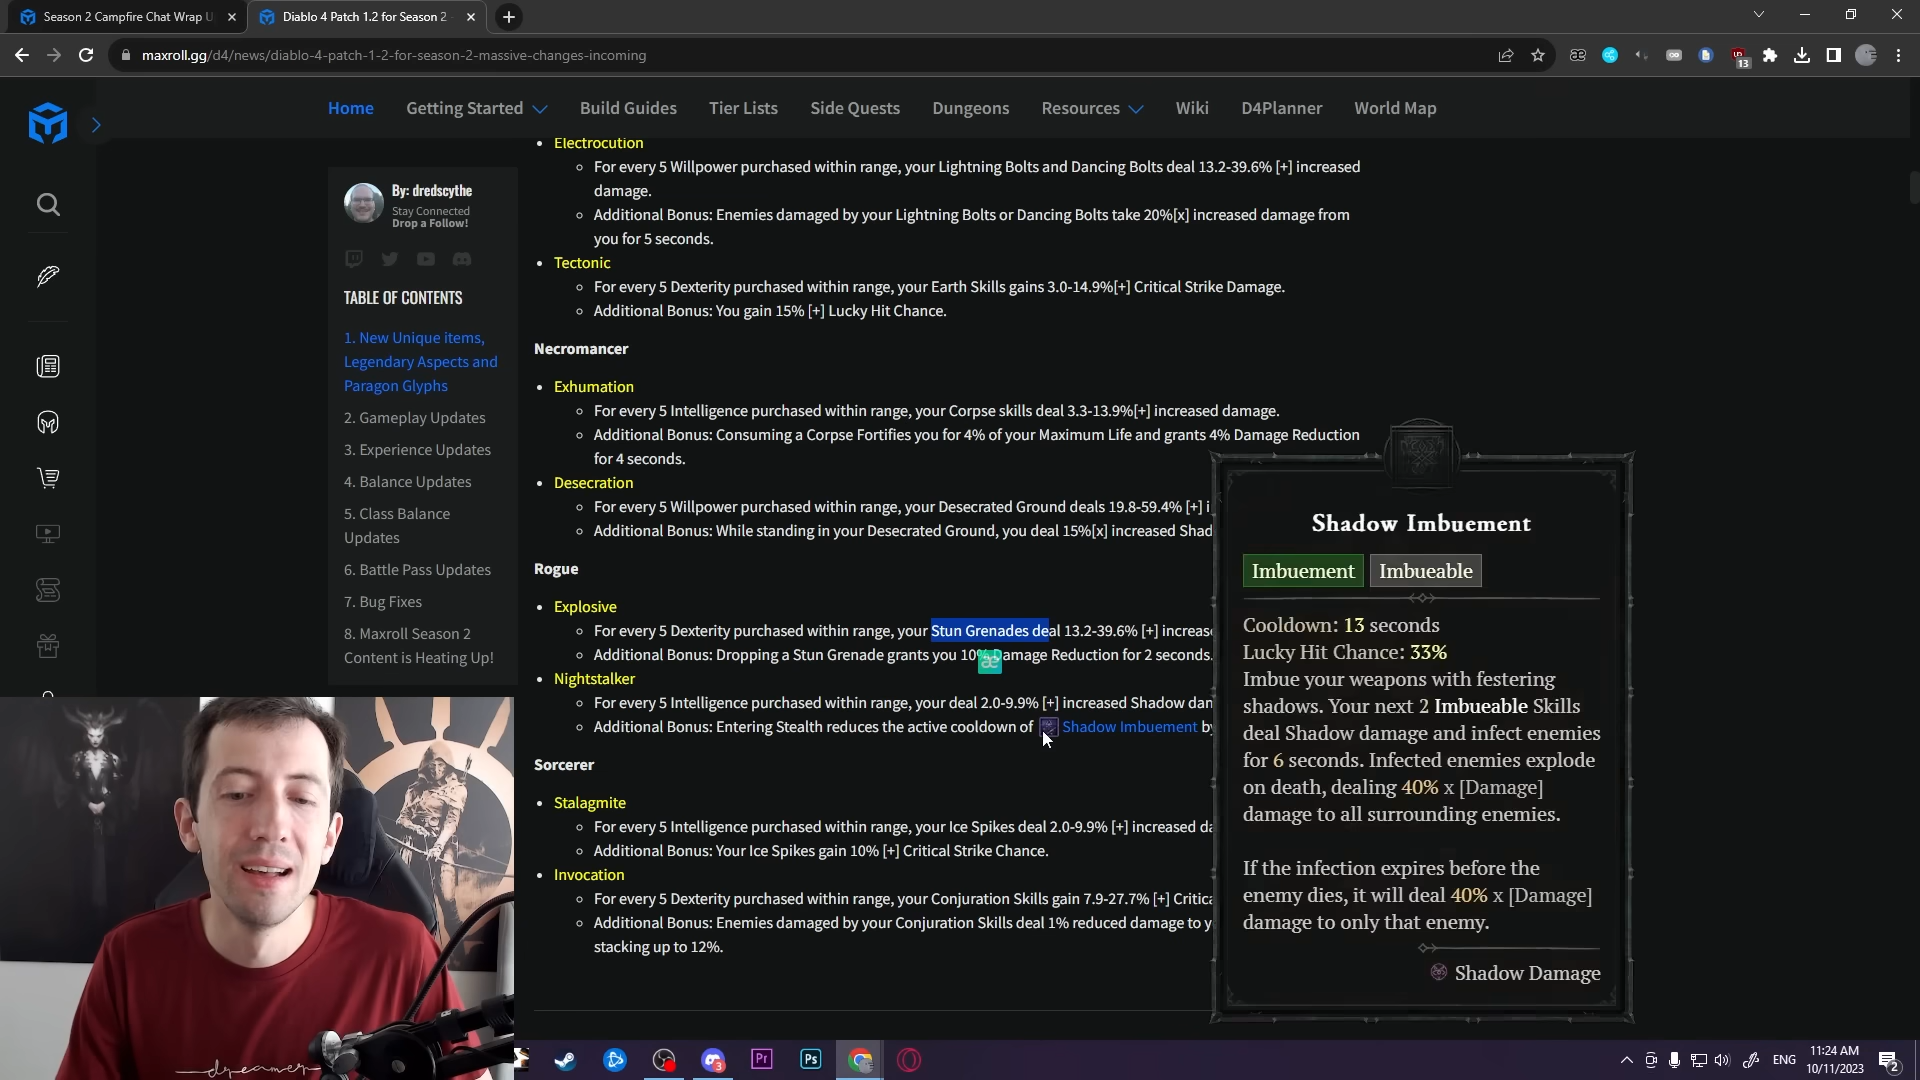 Season 2 Campfire Chat Wrap U
Diablo 4 Patch 1.2 for Season 2
maxroll.gg/d4/news/diablo-4-patch-1-2-for-season-2-massive-changes-incoming
13
Home Getting Started Build Guides Tier Lists Side Quests Dungeons Resources Wiki D4Planner World Map
By: dredscythe
Stay Connected
Drop a Follow!
TABLE OF CONTENTS
1. New Unique items,
Legendary Aspects and
Paragon Glyphs
2. Gameplay Updates
3. Experience Updates
4. Balance Updates
5. Class Balance
Updates
6. Battle Pass Updates
7. Bug Fixes
8. Maxroll Season 2
Content is Heating Up!
Electrocution
For every 5 Willpower purchased within range, your Lightning Bolts and Dancing Bolts deal 13.2-39.6% [+] increased
damage.
Additional Bonus: Enemies damaged by your Lightning Bolts or Dancing Bolts take 20%[x] increased damage from
you for 5 seconds.
Tectonic
For every 5 Dexterity purchased within range, your Earth Skills gains 3.0-14.9%[+] Critical Strike Damage.
Additional Bonus: You gain 15% [+] Lucky Hit Chance.
Necromancer
Exhumation
For every 5 Intelligence purchased within range, your Corpse skills deal 3.3-13.9%[+] increased damage.
Additional Bonus: Consuming a Corpse Fortifies you for 4% of your Maximum Life and grants 4% Damage Reduction
for 4 seconds.
Desecration
For every 5 Willpower purchased within range, your Desecrated Ground deals 19.8-59.4% [+] i
Additional Bonus: While standing in your Desecrated Ground, you deal 15%[x] increased Shad
Rogue
Explosive
For every 5 Dexterity purchased within range, your Stun Grenades deal 13.2-39.6% [+] increas
Additional Bonus: Dropping a Stun Grenade grants you 10% Damage Reduction for 2 seconds.
æ
Nightstalker
For every 5 Intelligence purchased within range, your deal 2.0-9.9% [+] increased Shadow dam
Additional Bonus: Entering Stealth reduces the active cooldown of Shadow Imbuement by
Sorcerer
Stalagmite
For every 5 Intelligence purchased within range, your Ice Spikes deal 2.0-9.9% [+] increased da
Additional Bonus: Your Ice Spikes gain 10% [+] Critical Strike Chance.
Invocation
For every 5 Dexterity purchased within range, your Conjuration Skills gain 7.9-27.7% [+] Critica
Additional Bonus: Enemies damaged by your Conjuration Skills deal 1% reduced damage to y
stacking up to 12%.
Shadow Imbuement
Imbuement Imbueable
Cooldown: 13 seconds
Lucky Hit Chance: 33%
Imbue your weapons with festering
shadows. Your next 2 Imbueable Skills
deal Shadow damage and infect enemies
for 6 seconds. Infected enemies explode
on death, dealing 40% x [Damage]
damage to all surrounding enemies.
If the infection expires before the
enemy dies, it will deal 40% x [Damage]
damage to only that enemy.
Shadow Damage
dreamer
3
Pr
Ps
ENG
11:24 AM
10/11/2023
2